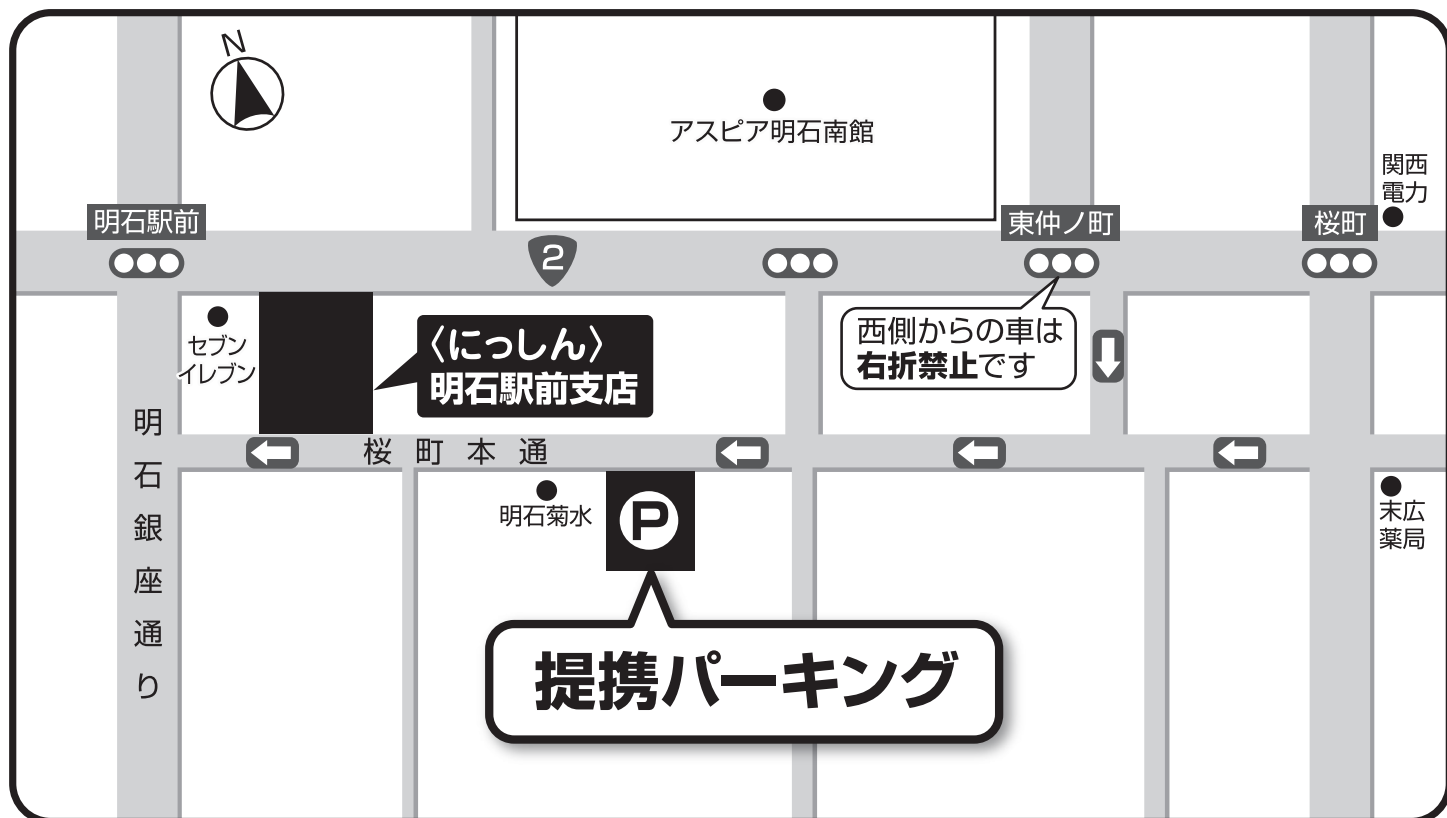 N
アスピア明石南館
関西
電力
明石駅前
東仲ノ町
桜町
2
セブン
イレブン
〈にっしん〉
明石駅前支店
西側からの車は
右折禁止です
明石銀座通り
桜町本通
明石菊水
P
末広
薬局
提携パーキング